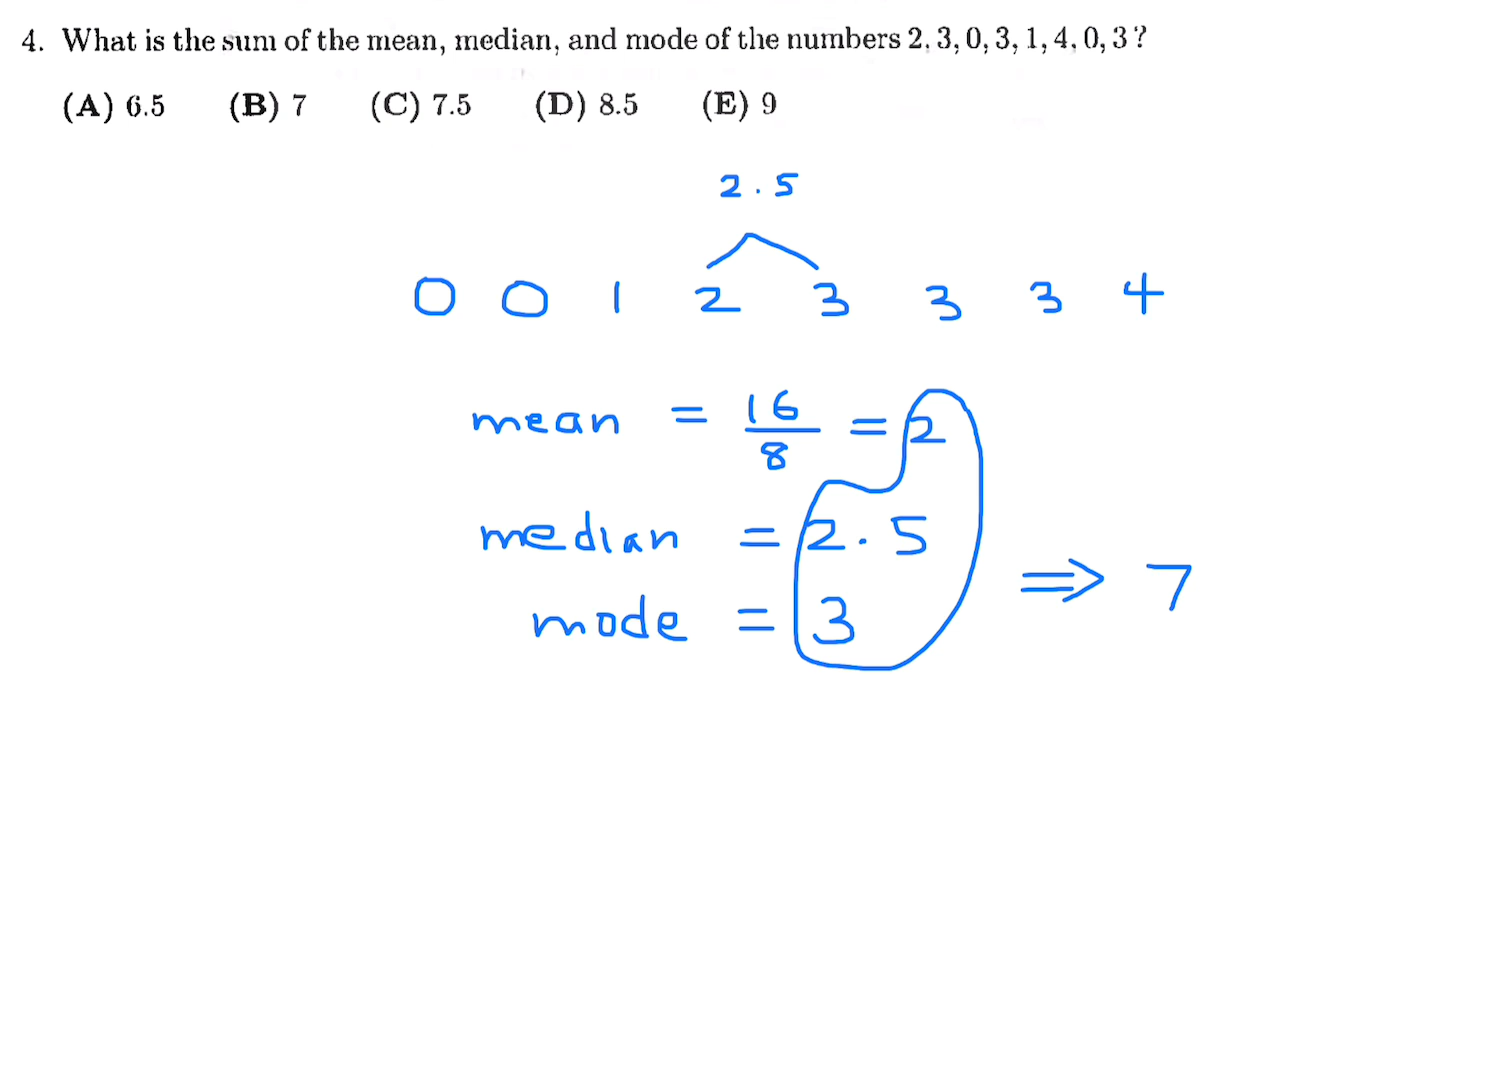 4. What is the sum of the mean, median, and mode of the numbers 2, 3, 0, 3, 1, 4, 0, 3?
(A) 6.5 (B) 7 (C) 7.5 (D) 8.5 (E) 9
2.5
0 0 1 2 3 3 3 4
mean = 16/8 = 2
median = 2.5
⇒ 7
mode = 3